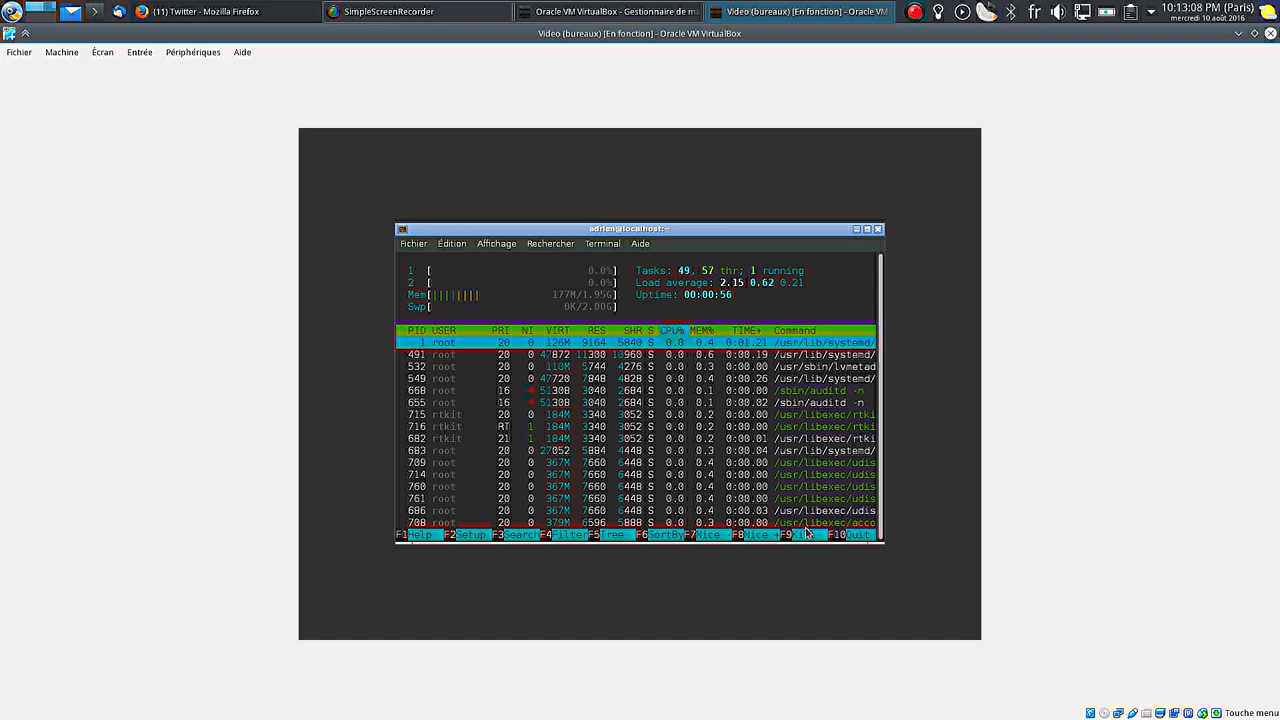 (11) Twitter - Mozilla Firefox
SimpleScreenRecorder
Oracle VM VirtualBox - Gestionnaire de ma
Video (bureaux) [En fonction] - Oracle VM
fr
10:13:08 PM (Paris)
mercredi 10 août 2016
Video (bureaux) [En fonction] - Oracle VM VirtualBox
Fichier Machine Écran Entrée Périphériques Aide
adrien@localhost:~
Fichier Édition Affichage Rechercher Terminal Aide
1 [ 0.0%] Tasks: 49, 57 thr; 1 running
2 [ 0.0%] Load average: 2.15 0.62 0.21
Mem[|||||||| 177M/1.95G] Uptime: 00:00:56
Swp[ 0K/2.00G]
PID USER PRI NI VIRT RES SHR S CPU% MEM% TIME+ Command
1 root 20 0 126M 9164 5840 S 0.0 0.4 0:01.21 /usr/lib/systemd/
491 root 20 0 47872 11300 10960 S 0.0 0.6 0:00.19 /usr/lib/systemd/
532 root 20 0 110M 5744 4276 S 0.0 0.3 0:00.00 /usr/sbin/lvmetad
549 root 20 0 47720 7848 4828 S 0.0 0.4 0:00.26 /usr/lib/systemd/
668 root 16 -4 51308 3040 2684 S 0.0 0.1 0:00.00 /sbin/auditd -n
655 root 16 -4 51308 3040 2684 S 0.0 0.1 0:00.02 /sbin/auditd -n
715 rtkit 20 0 184M 3340 3052 S 0.0 0.2 0:00.00 /usr/libexec/rtki
716 rtkit RT 1 184M 3340 3052 S 0.0 0.2 0:00.00 /usr/libexec/rtki
682 rtkit 21 1 184M 3340 3052 S 0.0 0.2 0:00.01 /usr/libexec/rtki
683 root 20 0 27052 5884 4476 S 0.0 0.3 0:00.04 /usr/lib/systemd/
709 root 20 0 367M 7660 6448 S 0.0 0.4 0:00.00 /usr/libexec/udis
714 root 20 0 367M 7660 6448 S 0.0 0.4 0:00.00 /usr/libexec/udis
760 root 20 0 367M 7660 6448 S 0.0 0.4 0:00.00 /usr/libexec/udis
761 root 20 0 367M 7660 6448 S 0.0 0.4 0:00.00 /usr/libexec/udis
686 root 20 0 367M 7660 6448 S 0.0 0.4 0:00.03 /usr/libexec/udis
708 root 20 0 379M 6596 5888 S 0.0 0.3 0:00.00 /usr/libexec/acco
F1Help F2Setup F3SearchF4FilterF5Tree F6SortByF7Nice -F8Nice +F9Kill F10Quit
Touche menu